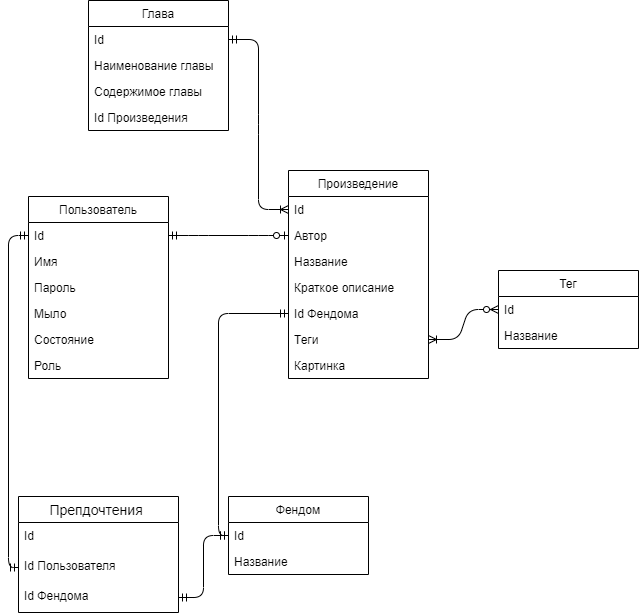 Глава
Id
Наименование главы
Содержимое главы
Id Произведения
Произведение
Id
Автор
Название
Краткое описание
Id Фендома
Теги
Картинка
Пользователь
Id
Имя
Пароль
Мыло
Состояние
Роль
Тег
Id
Название
Препдочтения
Id
Id Пользователя
Id Фендома
Фендом
Id
Название